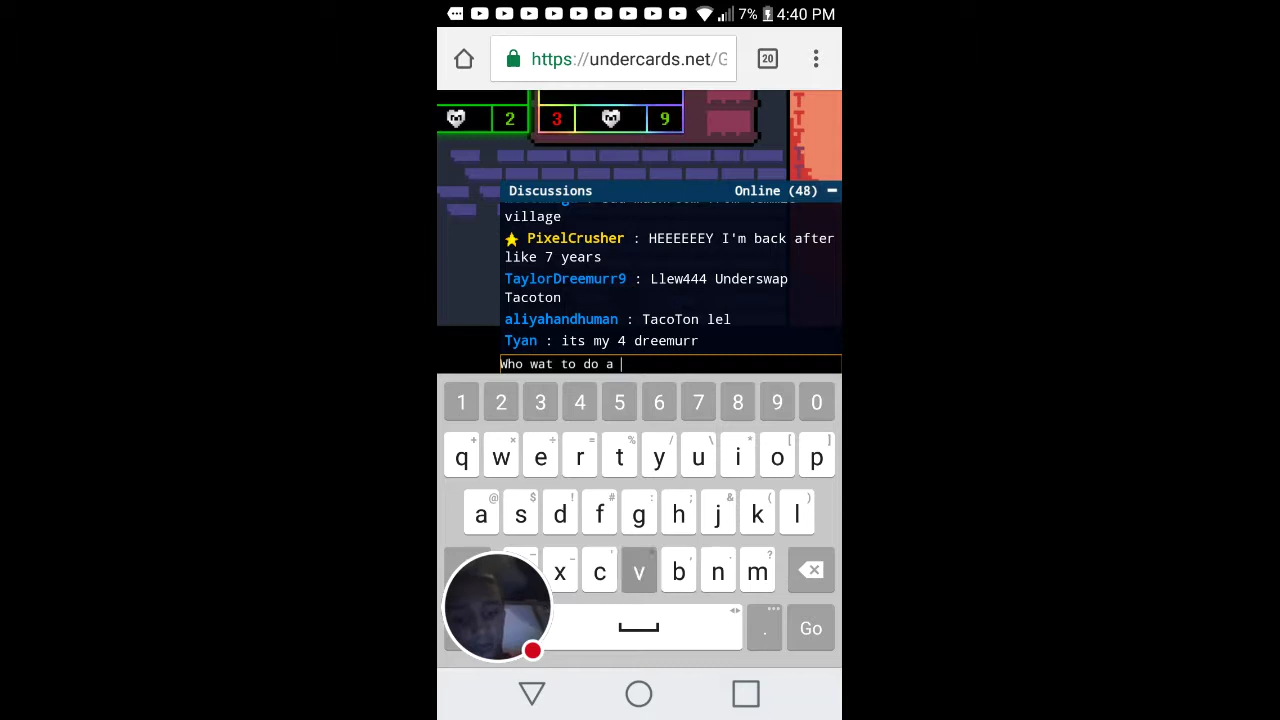 7% 4:40 PM
https://undercards.net/G
20
2 3 9
T
T
T
T
T
Discussions Online (48)
village
PixelCrusher : HEEEEEEY I'm back after
like 7 years
TaylorDreemurr9 : Llew444 Underswap
Tacoton
aliyahandhuman : TacoTon lel
Tyan : its my 4 dreemurr
Who wat to do a
1 2 3 4 5 6 7 8 9 0
+ × ÷ = % / \ * [ ]
q w e r t y u i o p
@ $ ! # : ; & ( )
a s d f g h j k l
x c v b n m ?
. Go